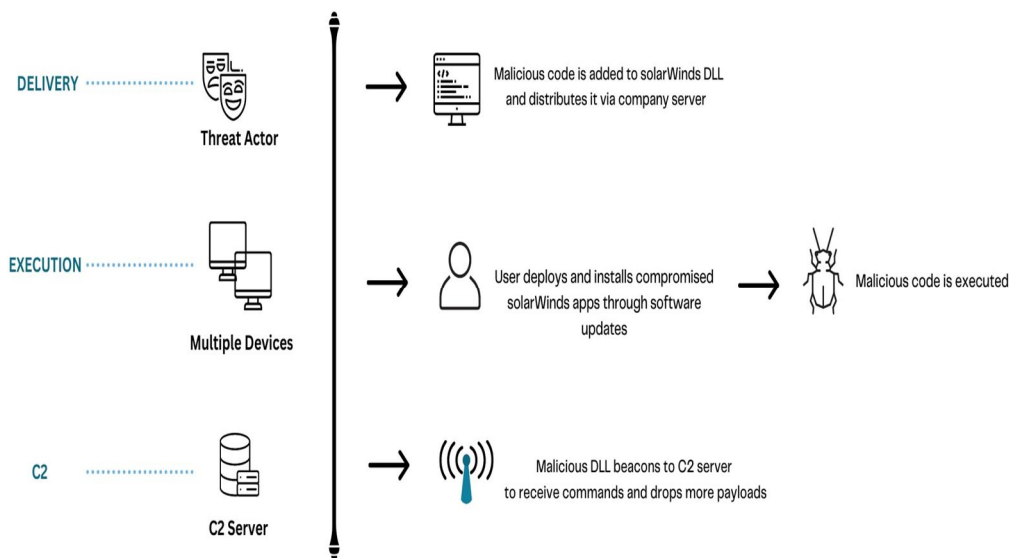 DELIVERY
Threat Actor
Malicious code is added to solarWinds DLL
and distributes it via company server
EXECUTION
Multiple Devices
User deploys and installs compromised
solarWinds apps through software
updates
Malicious code is executed
C2
C2 Server
Malicious DLL beacons to C2 server
to receive commands and drops more payloads